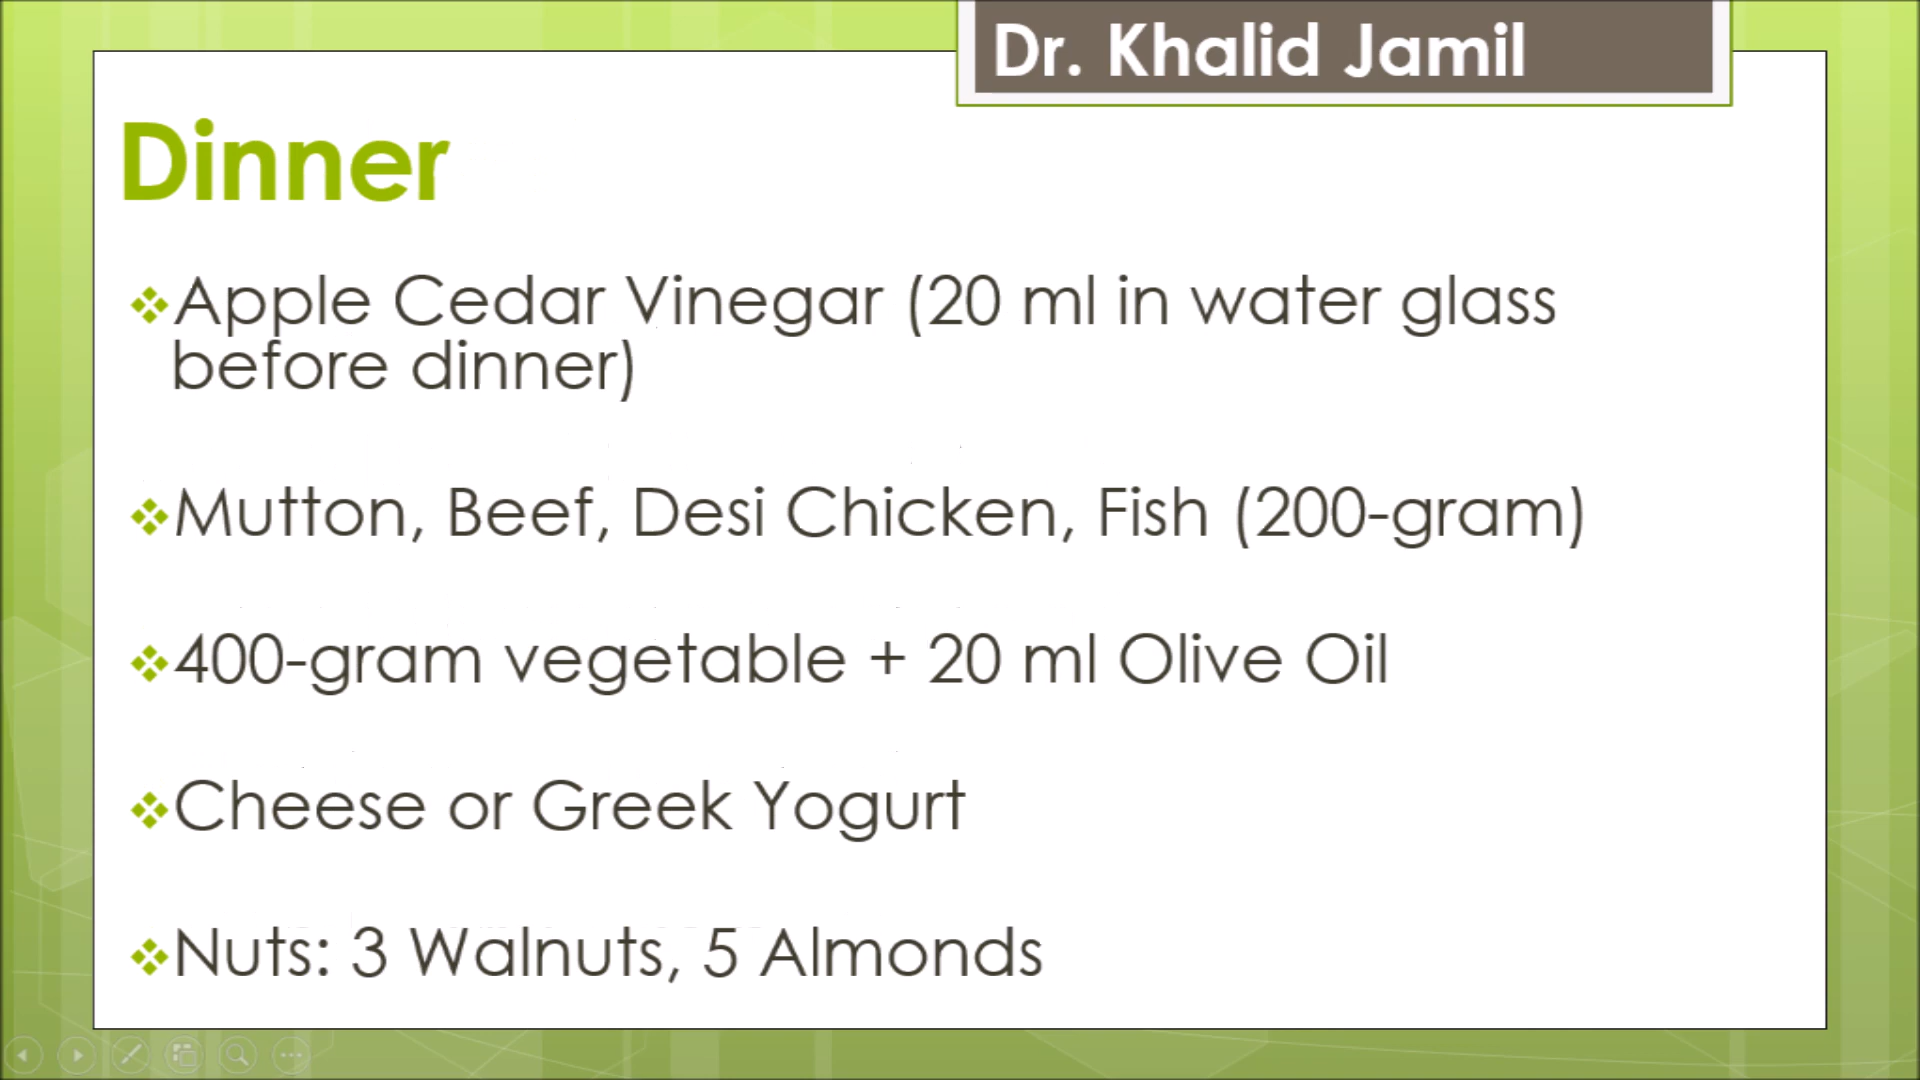 Dr. Khalid Jamil
Dinner
Apple Cedar Vinegar (20 ml in water glass
before dinner)
Mutton, Beef, Desi Chicken, Fish (200-gram)
400-gram vegetable + 20 ml Olive Oil
Cheese or Greek Yogurt
Nuts: 3 Walnuts, 5 Almonds